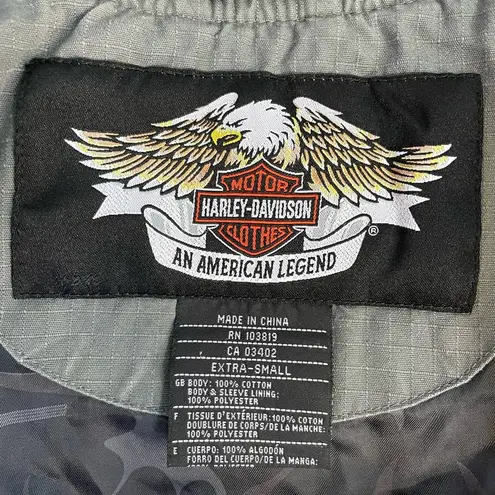 MOTOR
HARLEY-DAVIDSON
CLOTHES
®
AN AMERICAN LEGEND
MADE IN CHINA
RN 103819
CA 03402
EXTRA-SMALL
GB BODY: 100% COTTON
BODY & SLEEVE LINING:
100% POLYESTER
F TISSUE D'EXTÉRIEUR: 100% COTON
DOUBLURE DE CORPS/DE LA MANCHE:
100% POLYESTER
E CUERPO: 100% ALGODÓN
FORRO DEL CUERPO/DE LA MANGA:
100% POLYESTER